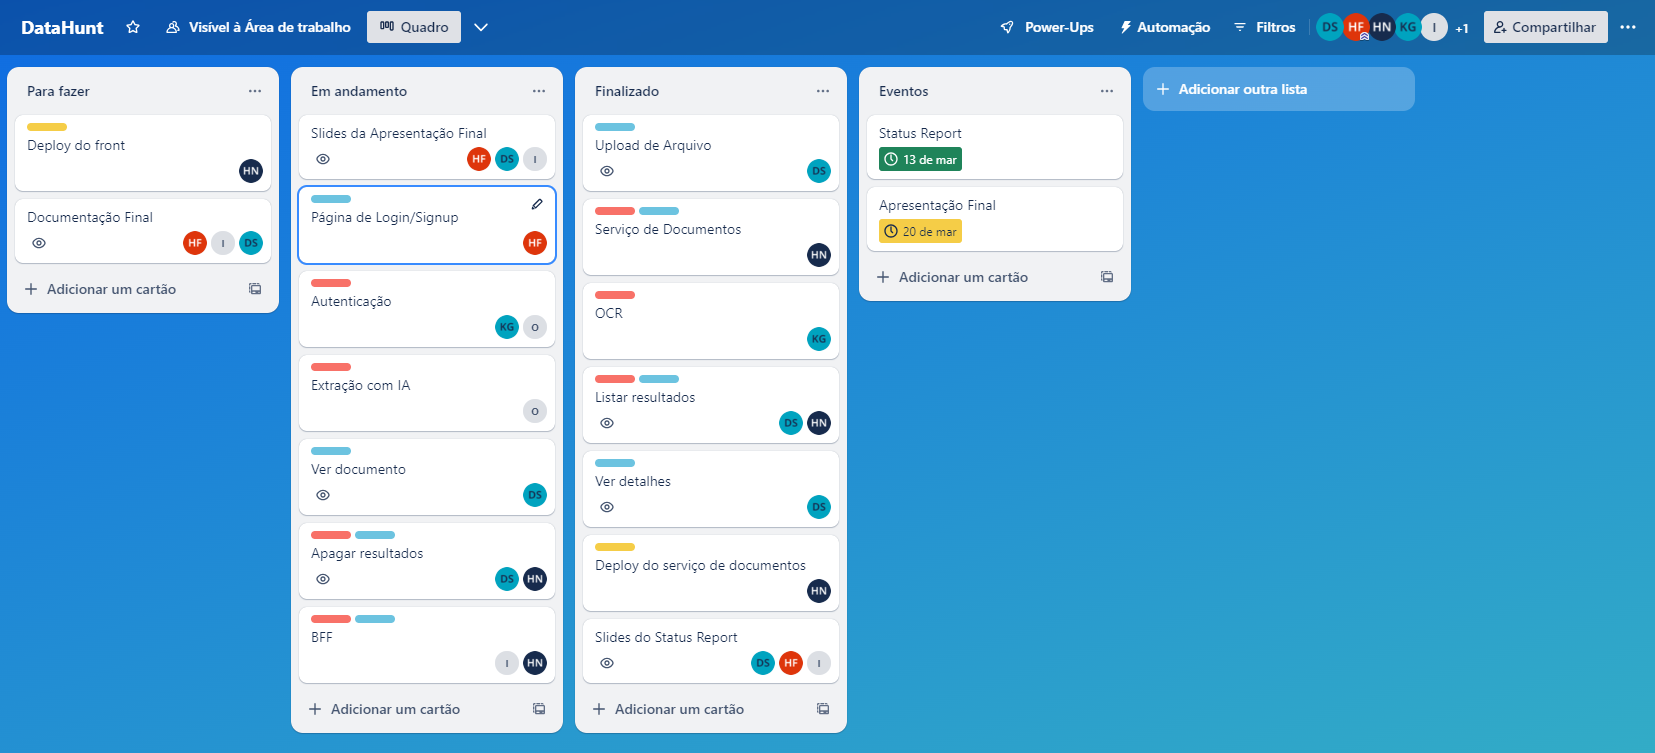 DataHunt
Visível à Área de trabalho
Quadro
Power-Ups
Automação
Filtros
DS HF HN KG I +1
Compartilhar
Para fazer
Deploy do front
HN
Documentação Final
HF I DS
Adicionar um cartão
Em andamento
Slides da Apresentação Final
HF DS I
Página de Login/Signup
HF
Autenticação
KG O
Extração com IA
O
Ver documento
DS
Apagar resultados
DS HN
BFF
I HN
Adicionar um cartão
Finalizado
Upload de Arquivo
DS
Serviço de Documentos
HN
OCR
KG
Listar resultados
DS HN
Ver detalhes
DS
Deploy do serviço de documentos
HN
Slides do Status Report
DS HF I
Adicionar um cartão
Eventos
Status Report
13 de mar
Apresentação Final
20 de mar
Adicionar um cartão
Adicionar outra lista